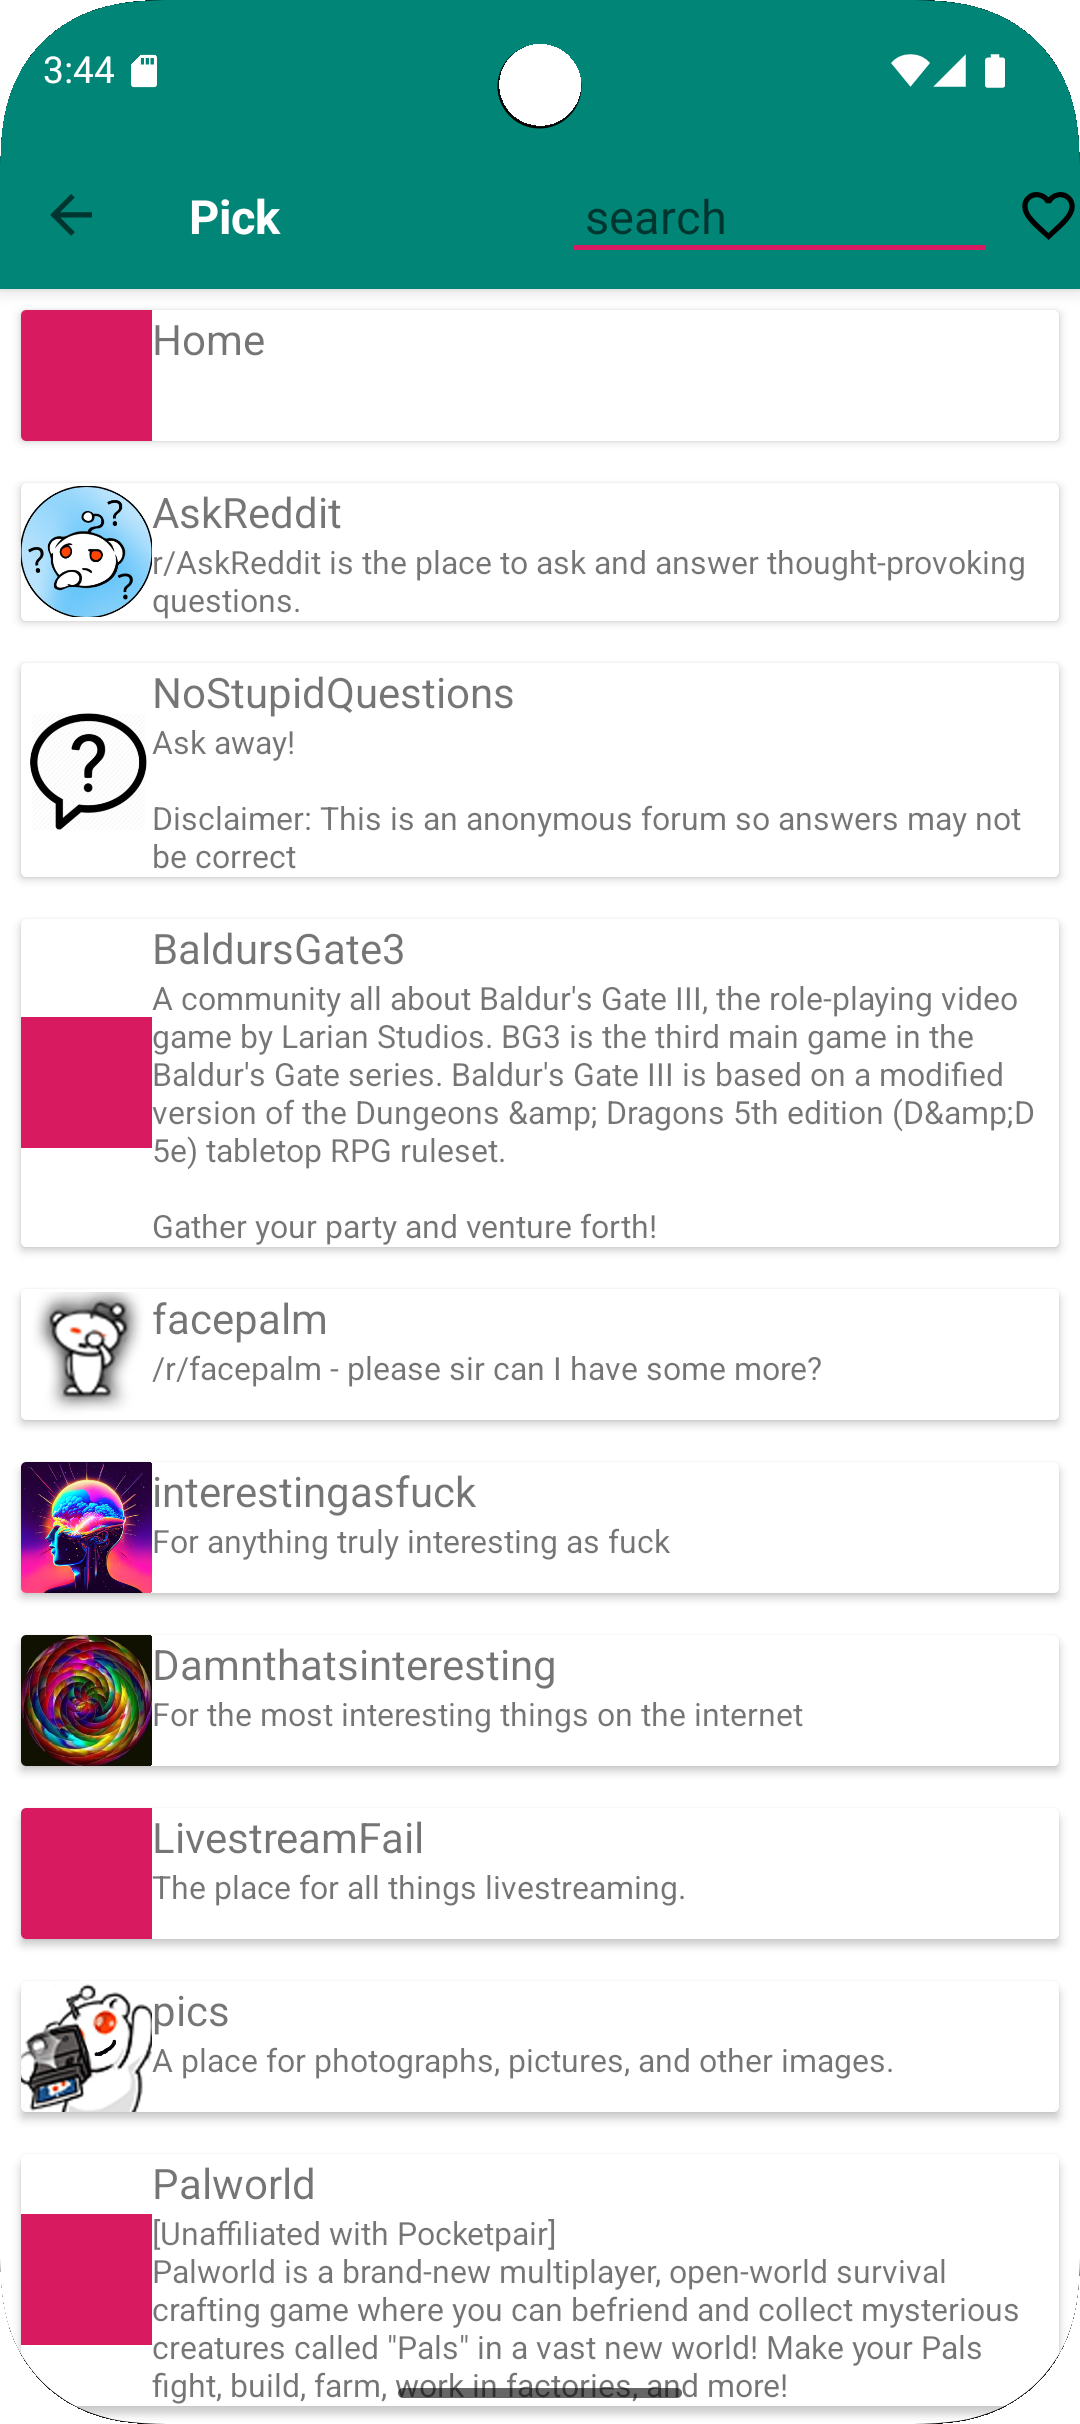 3:44
Pick
search
Home
AskReddit
r/AskReddit is the place to ask and answer thought-provoking
questions.
NoStupidQuestions
Ask away!
Disclaimer: This is an anonymous forum so answers may not
be correct
BaldursGate3
A community all about Baldur's Gate III, the role-playing video
game by Larian Studios. BG3 is the third main game in the
Baldur's Gate series. Baldur's Gate III is based on a modified
version of the Dungeons &amp; Dragons 5th edition (D&amp;D
5e) tabletop RPG ruleset.
Gather your party and venture forth!
facepalm
/r/facepalm - please sir can I have some more?
interestingasfuck
For anything truly interesting as fuck
Damnthatsinteresting
For the most interesting things on the internet
LivestreamFail
The place for all things livestreaming.
pics
A place for photographs, pictures, and other images.
Palworld
[Unaffiliated with Pocketpair]
Palworld is a brand-new multiplayer, open-world survival
crafting game where you can befriend and collect mysterious
creatures called "Pals" in a vast new world! Make your Pals
fight, build, farm, work in factories, and more!